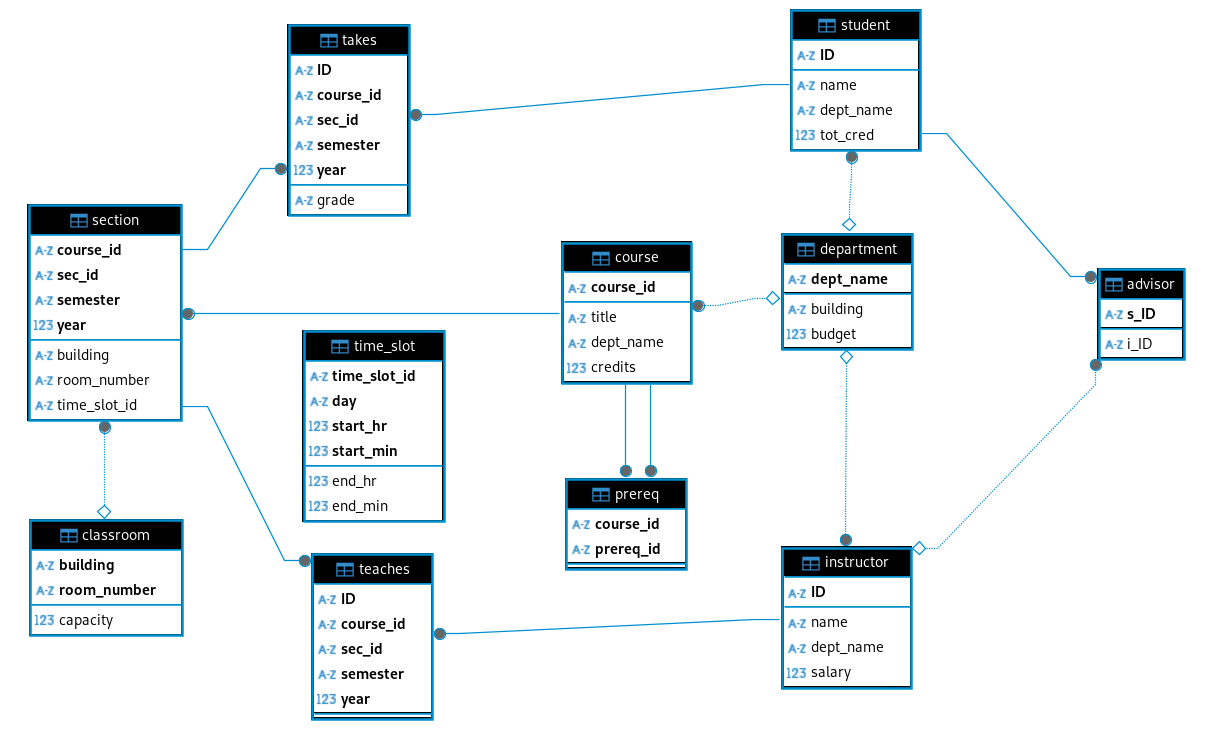 takes
A-Z ID
A-Z course_id
A-Z sec_id
A-Z semester
123 year
A-Z grade
student
A-Z ID
A-Z name
A-Z dept_name
123 tot_cred
section
A-Z course_id
A-Z sec_id
A-Z semester
123 year
A-Z building
A-Z room_number
A-Z time_slot_id
course
A-Z course_id
A-Z title
A-Z dept_name
123 credits
department
A-Z dept_name
A-Z building
123 budget
advisor
A-Z s_ID
A-Z i_ID
time_slot
A-Z time_slot_id
A-Z day
123 start_hr
123 start_min
123 end_hr
123 end_min
prereq
A-Z course_id
A-Z prereq_id
classroom
A-Z building
A-Z room_number
123 capacity
teaches
A-Z ID
A-Z course_id
A-Z sec_id
A-Z semester
123 year
instructor
A-Z ID
A-Z name
A-Z dept_name
123 salary